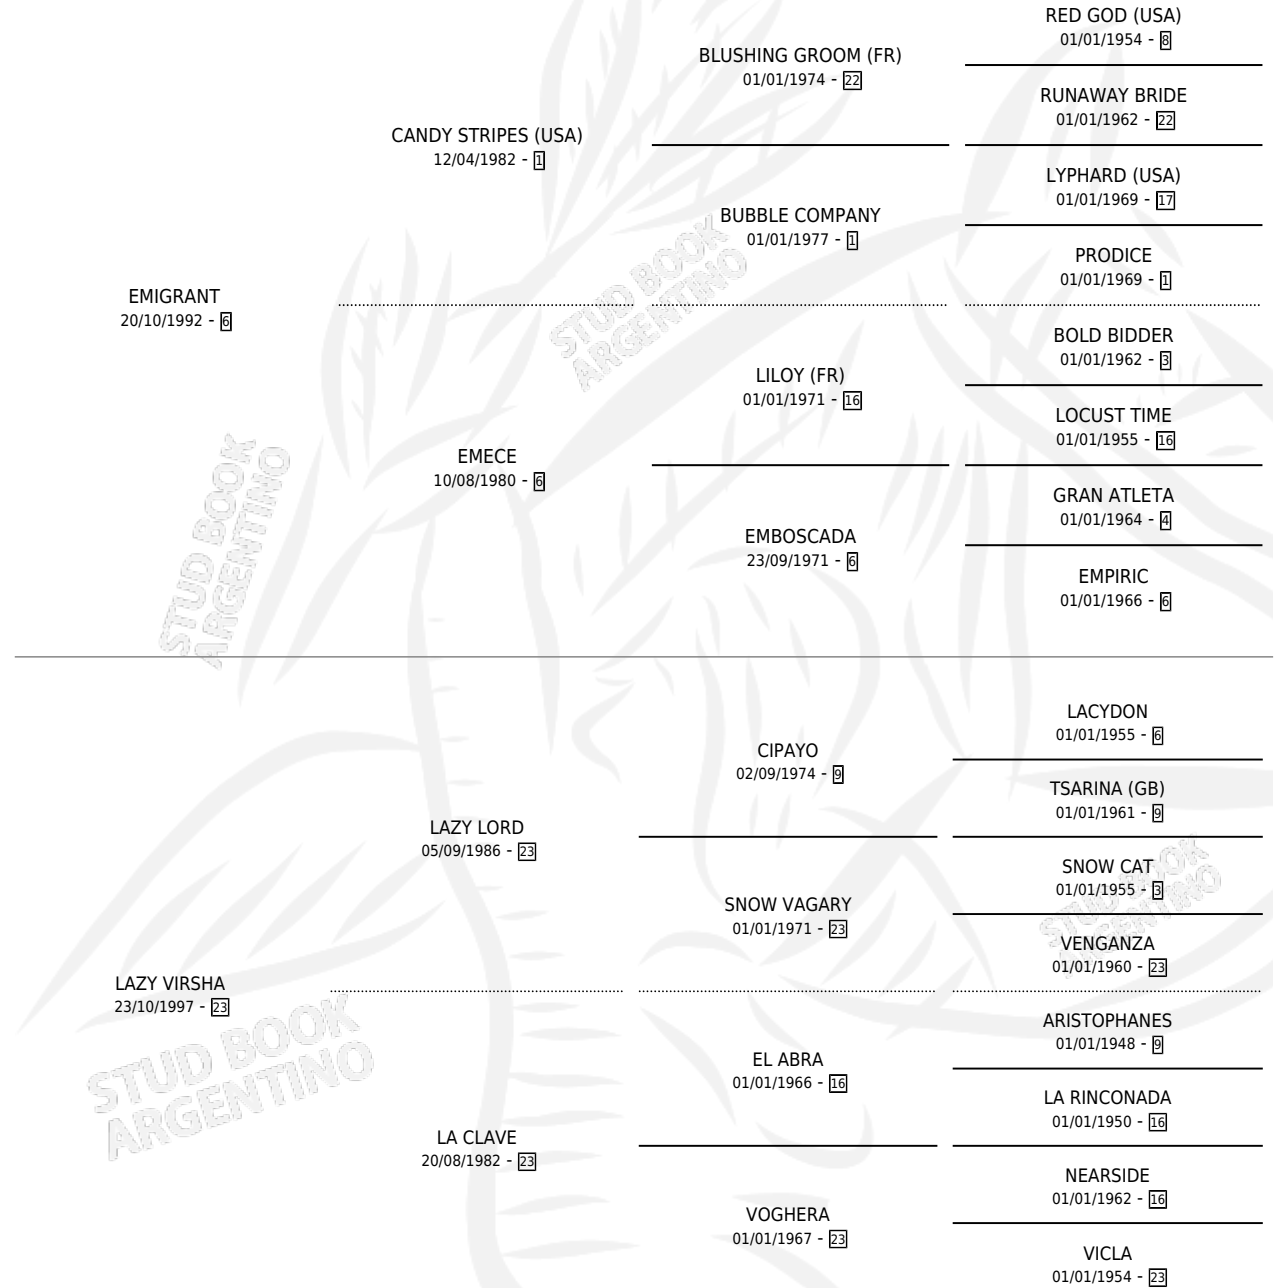 RED GOD (USA)
01/01/1954 - 8
BLUSHING GROOM (FR)
01/01/1974 - 22
RUNAWAY BRIDE
01/01/1962 - 22
CANDY STRIPES (USA)
12/04/1982 - 1
LYPHARD (USA)
01/01/1969 - 17
BUBBLE COMPANY
01/01/1977 - 1
PRODICE
01/01/1969 - 1
EMIGRANT
20/10/1992 - 6
BOLD BIDDER
01/01/1962 - 3
LILOY (FR)
01/01/1971 - 16
LOCUST TIME
01/01/1955 - 16
EMECE
10/08/1980 - 6
GRAN ATLETA
01/01/1964 - 4
EMBOSCADA
23/09/1971 - 6
EMPIRIC
01/01/1966 - 6
LACYDON
01/01/1955 - 6
CIPAYO
02/09/1974 - 9
TSARINA (GB)
01/01/1961 - 9
LAZY LORD
05/09/1986 - 23
SNOW CAT
01/01/1955 - 3
SNOW VAGARY
01/01/1971 - 23
VENGANZA
01/01/1960 - 23
LAZY VIRSHA
23/10/1997 - 23
ARISTOPHANES
01/01/1948 - 9
EL ABRA
01/01/1966 - 16
LA RINCONADA
01/01/1950 - 16
LA CLAVE
20/08/1982 - 23
NEARSIDE
01/01/1962 - 16
VOGHERA
01/01/1967 - 23
VICLA
01/01/1954 - 23
STUD BOOK
ARGENTINO
STUD BOOK
ARGENTINO
STUD BOOK
ARGENTINO
STUD BOOK
ARGENTINO